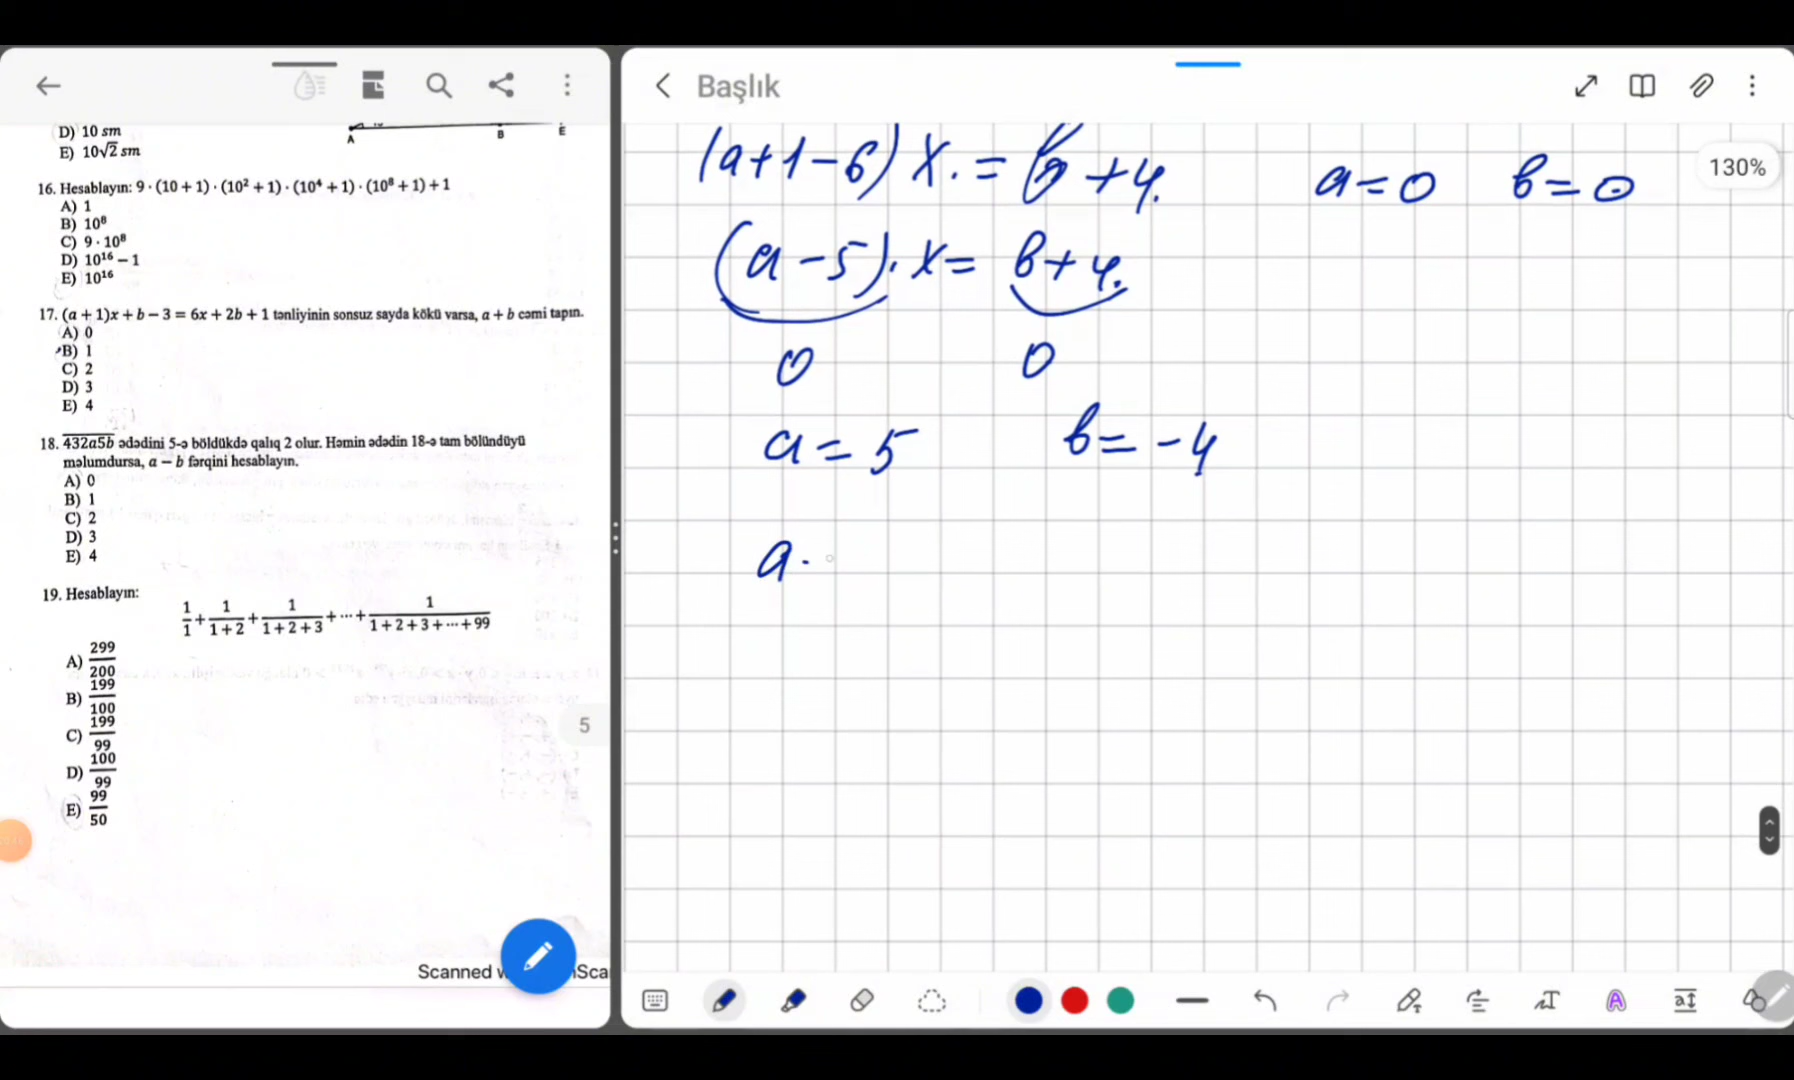 D) 10 sm
E) 10√2 sm
A B E
16. Hesablayın: 9 · (10 + 1) · (10² + 1) · (10⁴ + 1) · (10⁸ + 1) + 1
A) 1
B) 10⁸
C) 9 · 10⁸
D) 10¹⁶ − 1
E) 10¹⁶
17. (a + 1)x + b − 3 = 6x + 2b + 1 tənliyinin sonsuz sayda kökü varsa, a + b cəmi tapın.
A) 0
B) 1
C) 2
D) 3
E) 4
18. 432a5b ədədini 5-ə böldükdə qalıq 2 olur. Həmin ədədin 18-ə tam bölündüyü
məlumdursa, a − b fərqini hesablayın.
A) 0
B) 1
C) 2
D) 3
E) 4
19. Hesablayın:
1/1 + 1/(1 + 2) + 1/(1 + 2 + 3) + ··· + 1/(1 + 2 + 3 + ··· + 99)
A) 299/200
B) 199/100
C) 199/99
D) 100/99
E) 99/50
5
Scanned
Başlık
130%
(a+1−6) x. = b +4.
a=0 b=0
(a −5). x = b+4.
0 0
a = 5 b= −4
a.